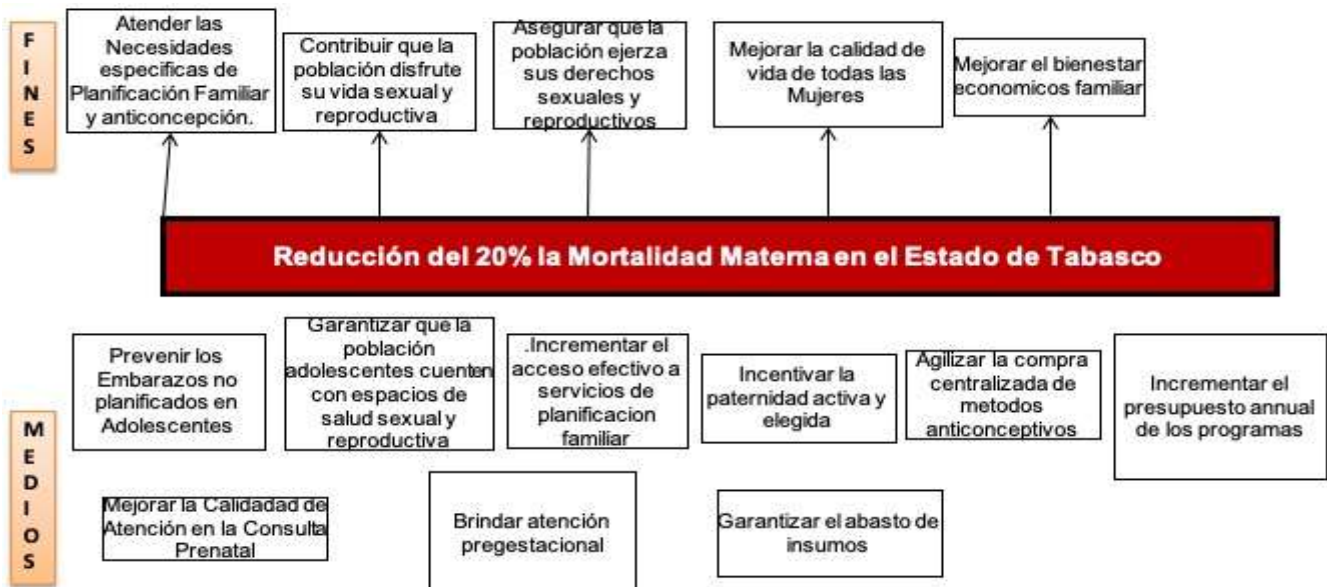 FINES
Atender las
Necesidades
especificas de
Planificación Familiar
y anticoncepción.
Contribuir que la
población disfrute
su vida sexual y
reproductiva
Asegurar que la
población ejerza
sus derechos
sexuales y
reproductivos
Mejorar la calidad de
vida de todas las
Mujeres
Mejorar el bienestar
economicos familiar
Reducción del 20% la Mortalidad Materna en el Estado de Tabasco
MEDIOS
Prevenir los
Embarazos no
planificados en
Adolescentes
Garantizar que la
población
adolescentes cuenten
con espacios de
salud sexual y
reproductiva
.Incrementar el
acceso efectivo a
servicios de
planificacion
familiar
Incentivar la
paternidad activa y
elegida
Agilizar la compra
centralizada de
metodos
anticonceptivos
Incrementar el
presupuesto annual
de los programas
Mejorar la Calidadad de
Atención en la Consulta
Prenatal
Brindar atención
pregestacional
Garantizar el abasto de
insumos